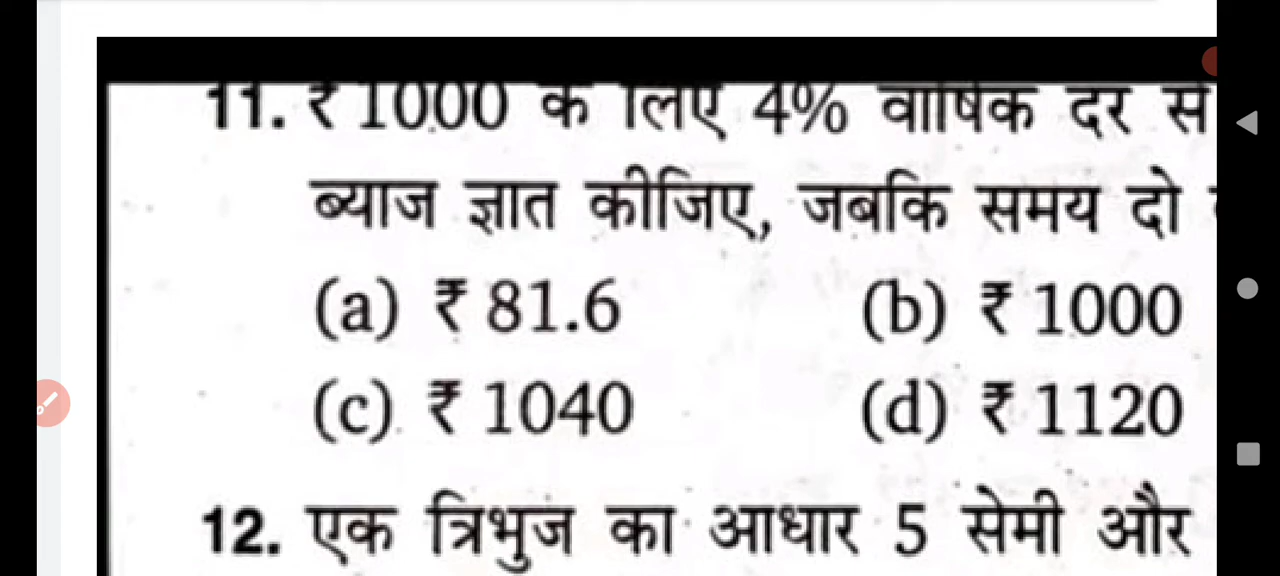 11. ₹ 1000 के लिए 4% वार्षिक दर से
ब्याज ज्ञात कीजिए, जबकि समय दो
(a) ₹ 81.6 (b) ₹ 1000
(c) ₹ 1040 (d) ₹ 1120
12. एक त्रिभुज का आधार 5 सेमी और